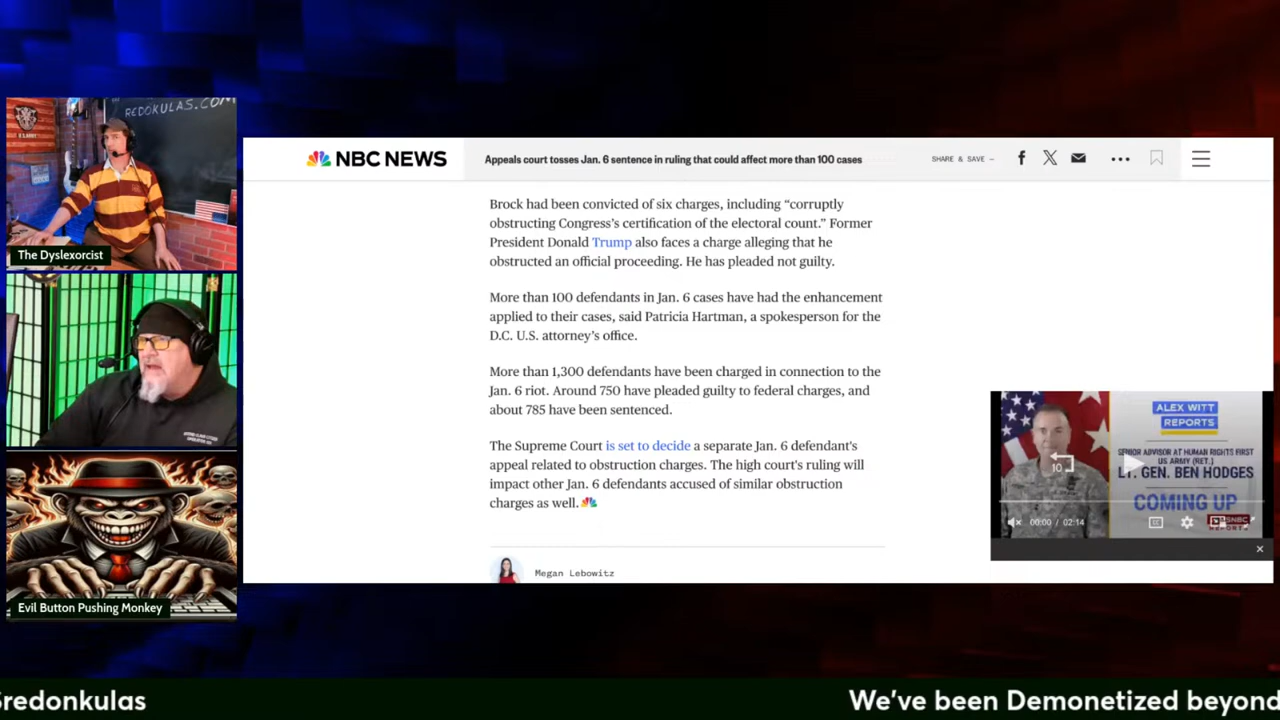 REDOKULAS.COM
The Dyslexorcist
Evil Button Pushing Monkey
NBC NEWS
Appeals court tosses Jan. 6 sentence in ruling that could affect more than 100 cases
SHARE & SAVE –
Brock had been convicted of six charges, including “corruptly
obstructing Congress’s certification of the electoral count.” Former
President Donald Trump also faces a charge alleging that he
obstructed an official proceeding. He has pleaded not guilty.
More than 100 defendants in Jan. 6 cases have had the enhancement
applied to their cases, said Patricia Hartman, a spokesperson for the
D.C. U.S. attorney’s office.
More than 1,300 defendants have been charged in connection to the
Jan. 6 riot. Around 750 have pleaded guilty to federal charges, and
about 785 have been sentenced.
The Supreme Court is set to decide a separate Jan. 6 defendant's
appeal related to obstruction charges. The high court's ruling will
impact other Jan. 6 defendants accused of similar obstruction
charges as well.
Megan Lebowitz
ALEX WITT
REPORTS
SENIOR ADVISOR AT HUMAN RIGHTS FIRST
US ARMY (RET.)
LT. GEN. BEN HODGES
COMING UP
10
00:00 / 02:14
CC
sredonkulas
We’ve been Demonetized beyond